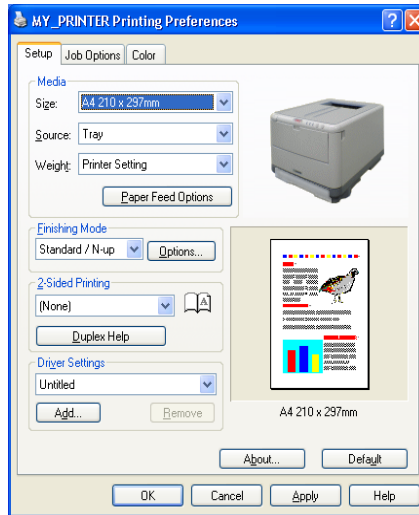 MY_PRINTER Printing Preferences
Setup
Job Options
Color
Media
Size:
A4 210 x 297mm
Source:
Tray
Weight:
Printer Setting
Paper Feed Options
Finishing Mode
Standard / N-up
Options...
2-Sided Printing
(None)
A
Duplex Help
Driver Settings
Untitled
Add...
Remove
A4 210 x 297mm
About...
Default
OK
Cancel
Apply
Help